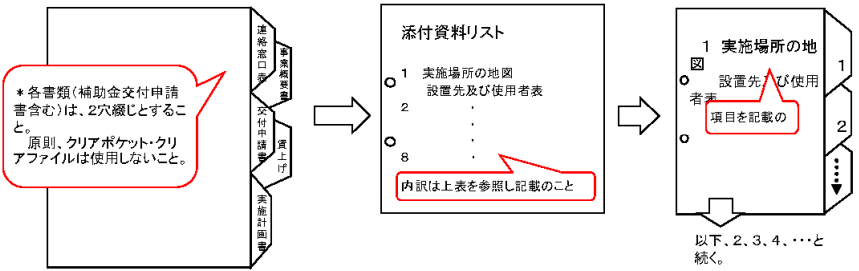 連絡窓口表
事業概要書
交付申請書
賃上げ
実施計画書
＊各書類（補助金交付申請
書含む）は、2穴綴じとするこ
と。
原則、クリアポケット・クリ
アファイルは使用しないこと。
添付資料リスト
1　実施場所の地図
設置先及び使用者表
2　・
・
8　・
内訳は上表を参照し記載のこと
1　実施場所の地
図
設置先及び使用
者表
項目を記載の
1
2
以下、2、3、4、・・・と
続く。